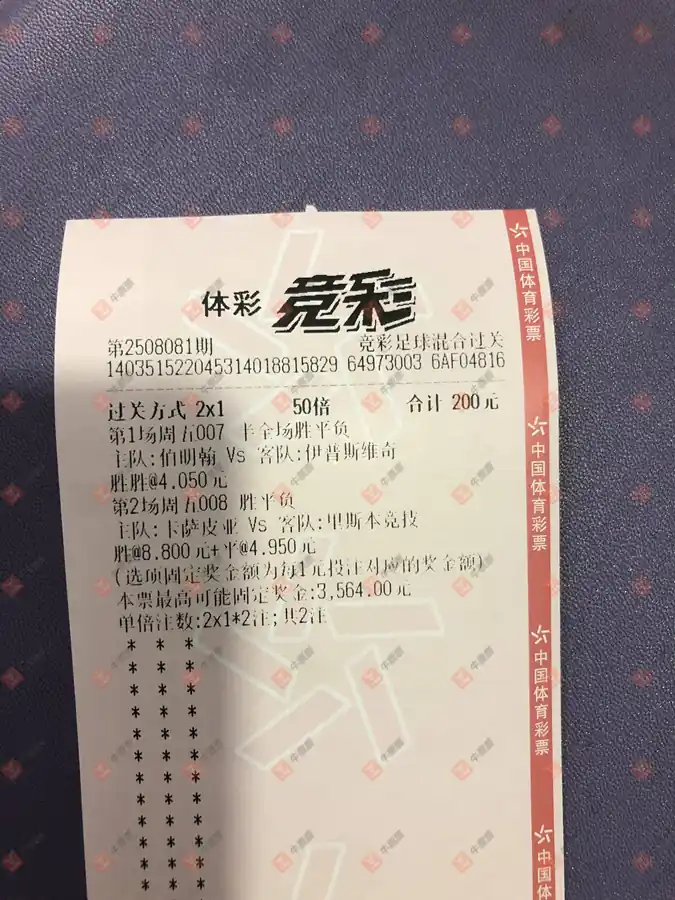 体彩 竞彩
第2508081期 竞彩足球混合过关
140351522045314018815829 64973003 6AF04816
过关方式 2x1 50倍 合计 200元
第1场周五007 半全场胜平负
主队:伯明翰 Vs 客队:伊普斯维奇
胜胜@4.050元
第2场周五008 胜平负
主队:卡萨皮亚 Vs 客队:里斯本竞技
胜@8.800元+平@4.950元
(选项固定奖金额为每1元投注对应的奖金额)
本票最高可能固定奖金:3,564.00元
单倍注数:2x1*2注;共2注
* * *
* * *
* * *
* * *
* * *
* * *
* * *
* * *
* * *
* * *
* * *
* * *
中国体育彩票
中国体育彩票
中国体育彩票
中国体